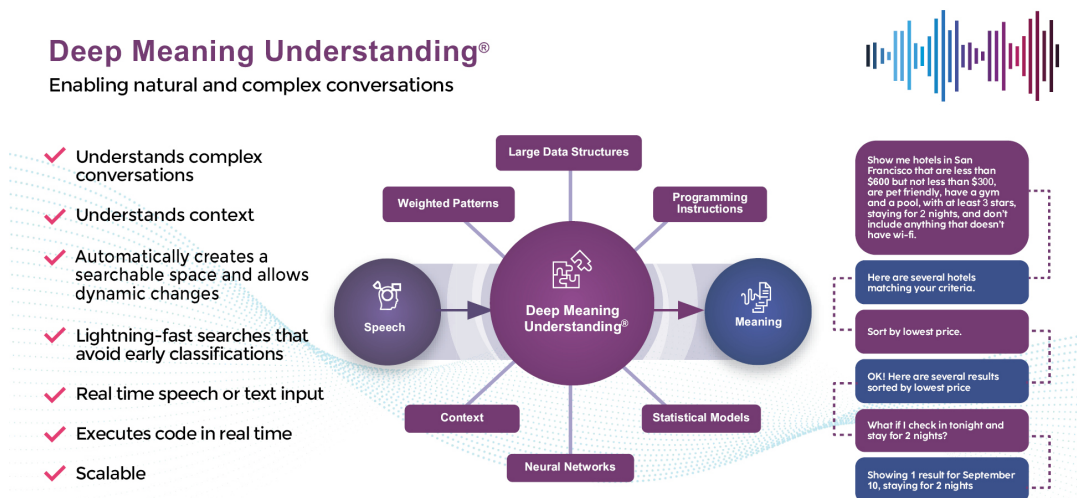 Deep Meaning Understanding®
Enabling natural and complex conversations
Understands complex
conversations
Understands context
Automatically creates a
searchable space and allows
dynamic changes
Lightning-fast searches that
avoid early classifications
Real time speech or text input
Executes code in real time
Scalable
Large Data Structures
Weighted Patterns
Programming
Instructions
Speech
Deep Meaning
Understanding®
Meaning
Context
Statistical Models
Neural Networks
Show me hotels in San
Francisco that are less than
$600 but not less than $300,
are pet friendly, have a gym
and a pool, with at least 3 stars,
staying for 2 nights, and don't
include anything that doesn't
have wi-fi.
Here are several hotels
matching your criteria.
Sort by lowest price.
OK! Here are several results
sorted by lowest price
What if I check in tonight and
stay for 2 nights?
Showing 1 result for September
10, staying for 2 nights